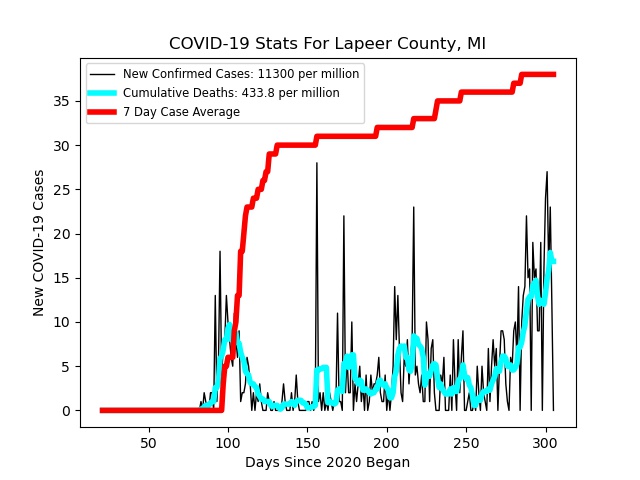 COVID-19 Stats For Lapeer County, MI
New Confirmed Cases: 11300 per million
Cumulative Deaths: 433.8 per million
7 Day Case Average
New COVID-19 Cases
35
30
25
20
15
10
5
0
50 100 150 200 250 300
Days Since 2020 Began